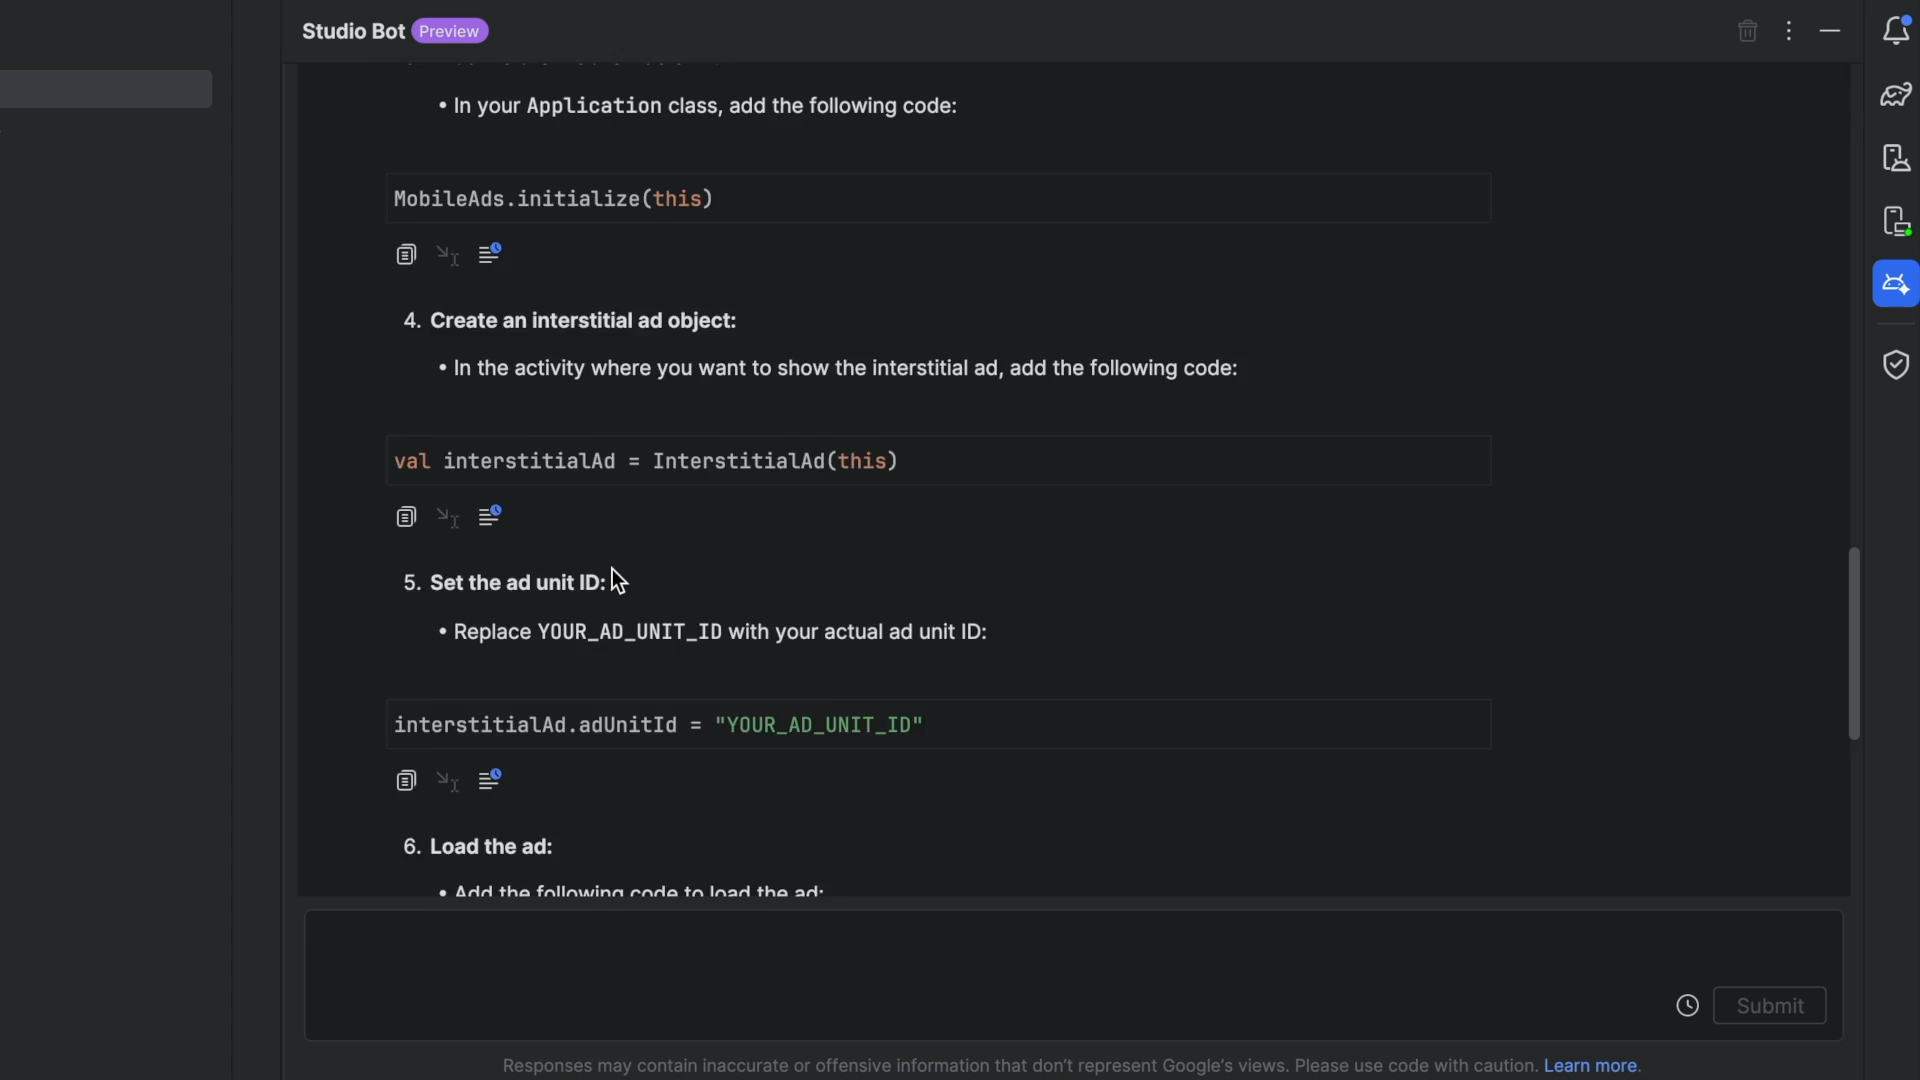 Studio Bot Preview
• In your Application class, add the following code:
MobileAds.initialize(this)
4. Create an interstitial ad object:
• In the activity where you want to show the interstitial ad, add the following code:
val interstitialAd = InterstitialAd(this)
5. Set the ad unit ID:
• Replace YOUR_AD_UNIT_ID with your actual ad unit ID:
interstitialAd.adUnitId = "YOUR_AD_UNIT_ID"
6. Load the ad:
• Add the following code to load the ad:
Submit
Responses may contain inaccurate or offensive information that don't represent Google's views. Please use code with caution. Learn more.